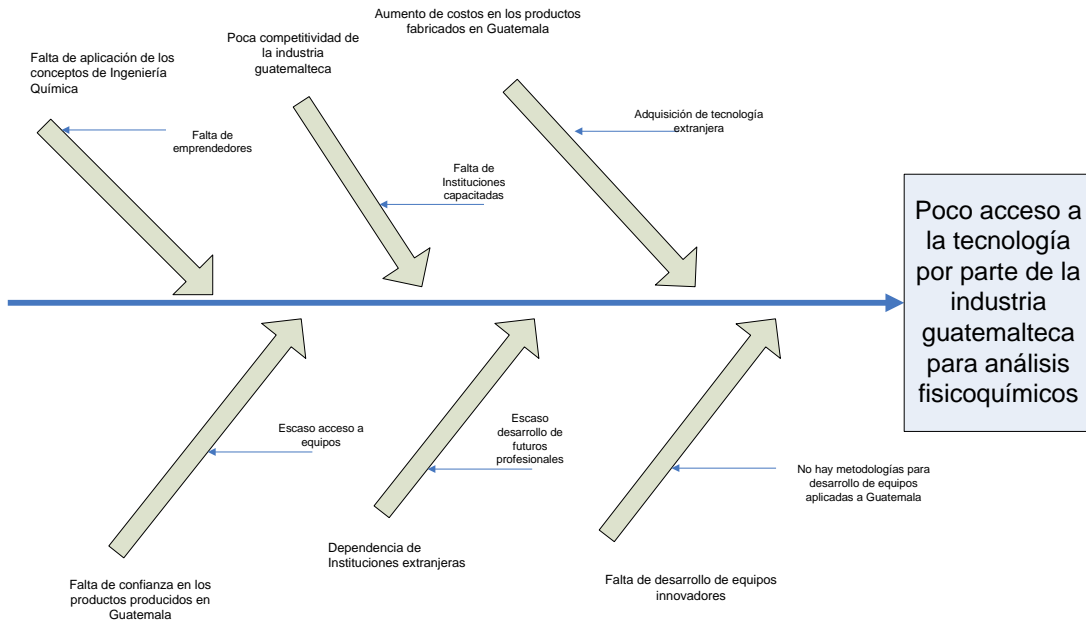 Aumento de costos en los productos
fabricados en Guatemala
Poca competitividad de
la industria
guatemalteca
Falta de aplicación de los
conceptos de Ingeniería
Química
Falta de
emprendedores
Falta de
Instituciones
capacitadas
Adquisición de tecnología
extranjera
Poco acceso a
la tecnología
por parte de la
industria
guatemalteca
para análisis
fisicoquímicos
Escaso acceso a
equipos
Escaso
desarrollo de
futuros
profesionales
No hay metodologías para
desarrollo de equipos
aplicadas a Guatemala
Falta de confianza en los
productos producidos en
Guatemala
Dependencia de
Instituciones extranjeras
Falta de desarrollo de equipos
innovadores